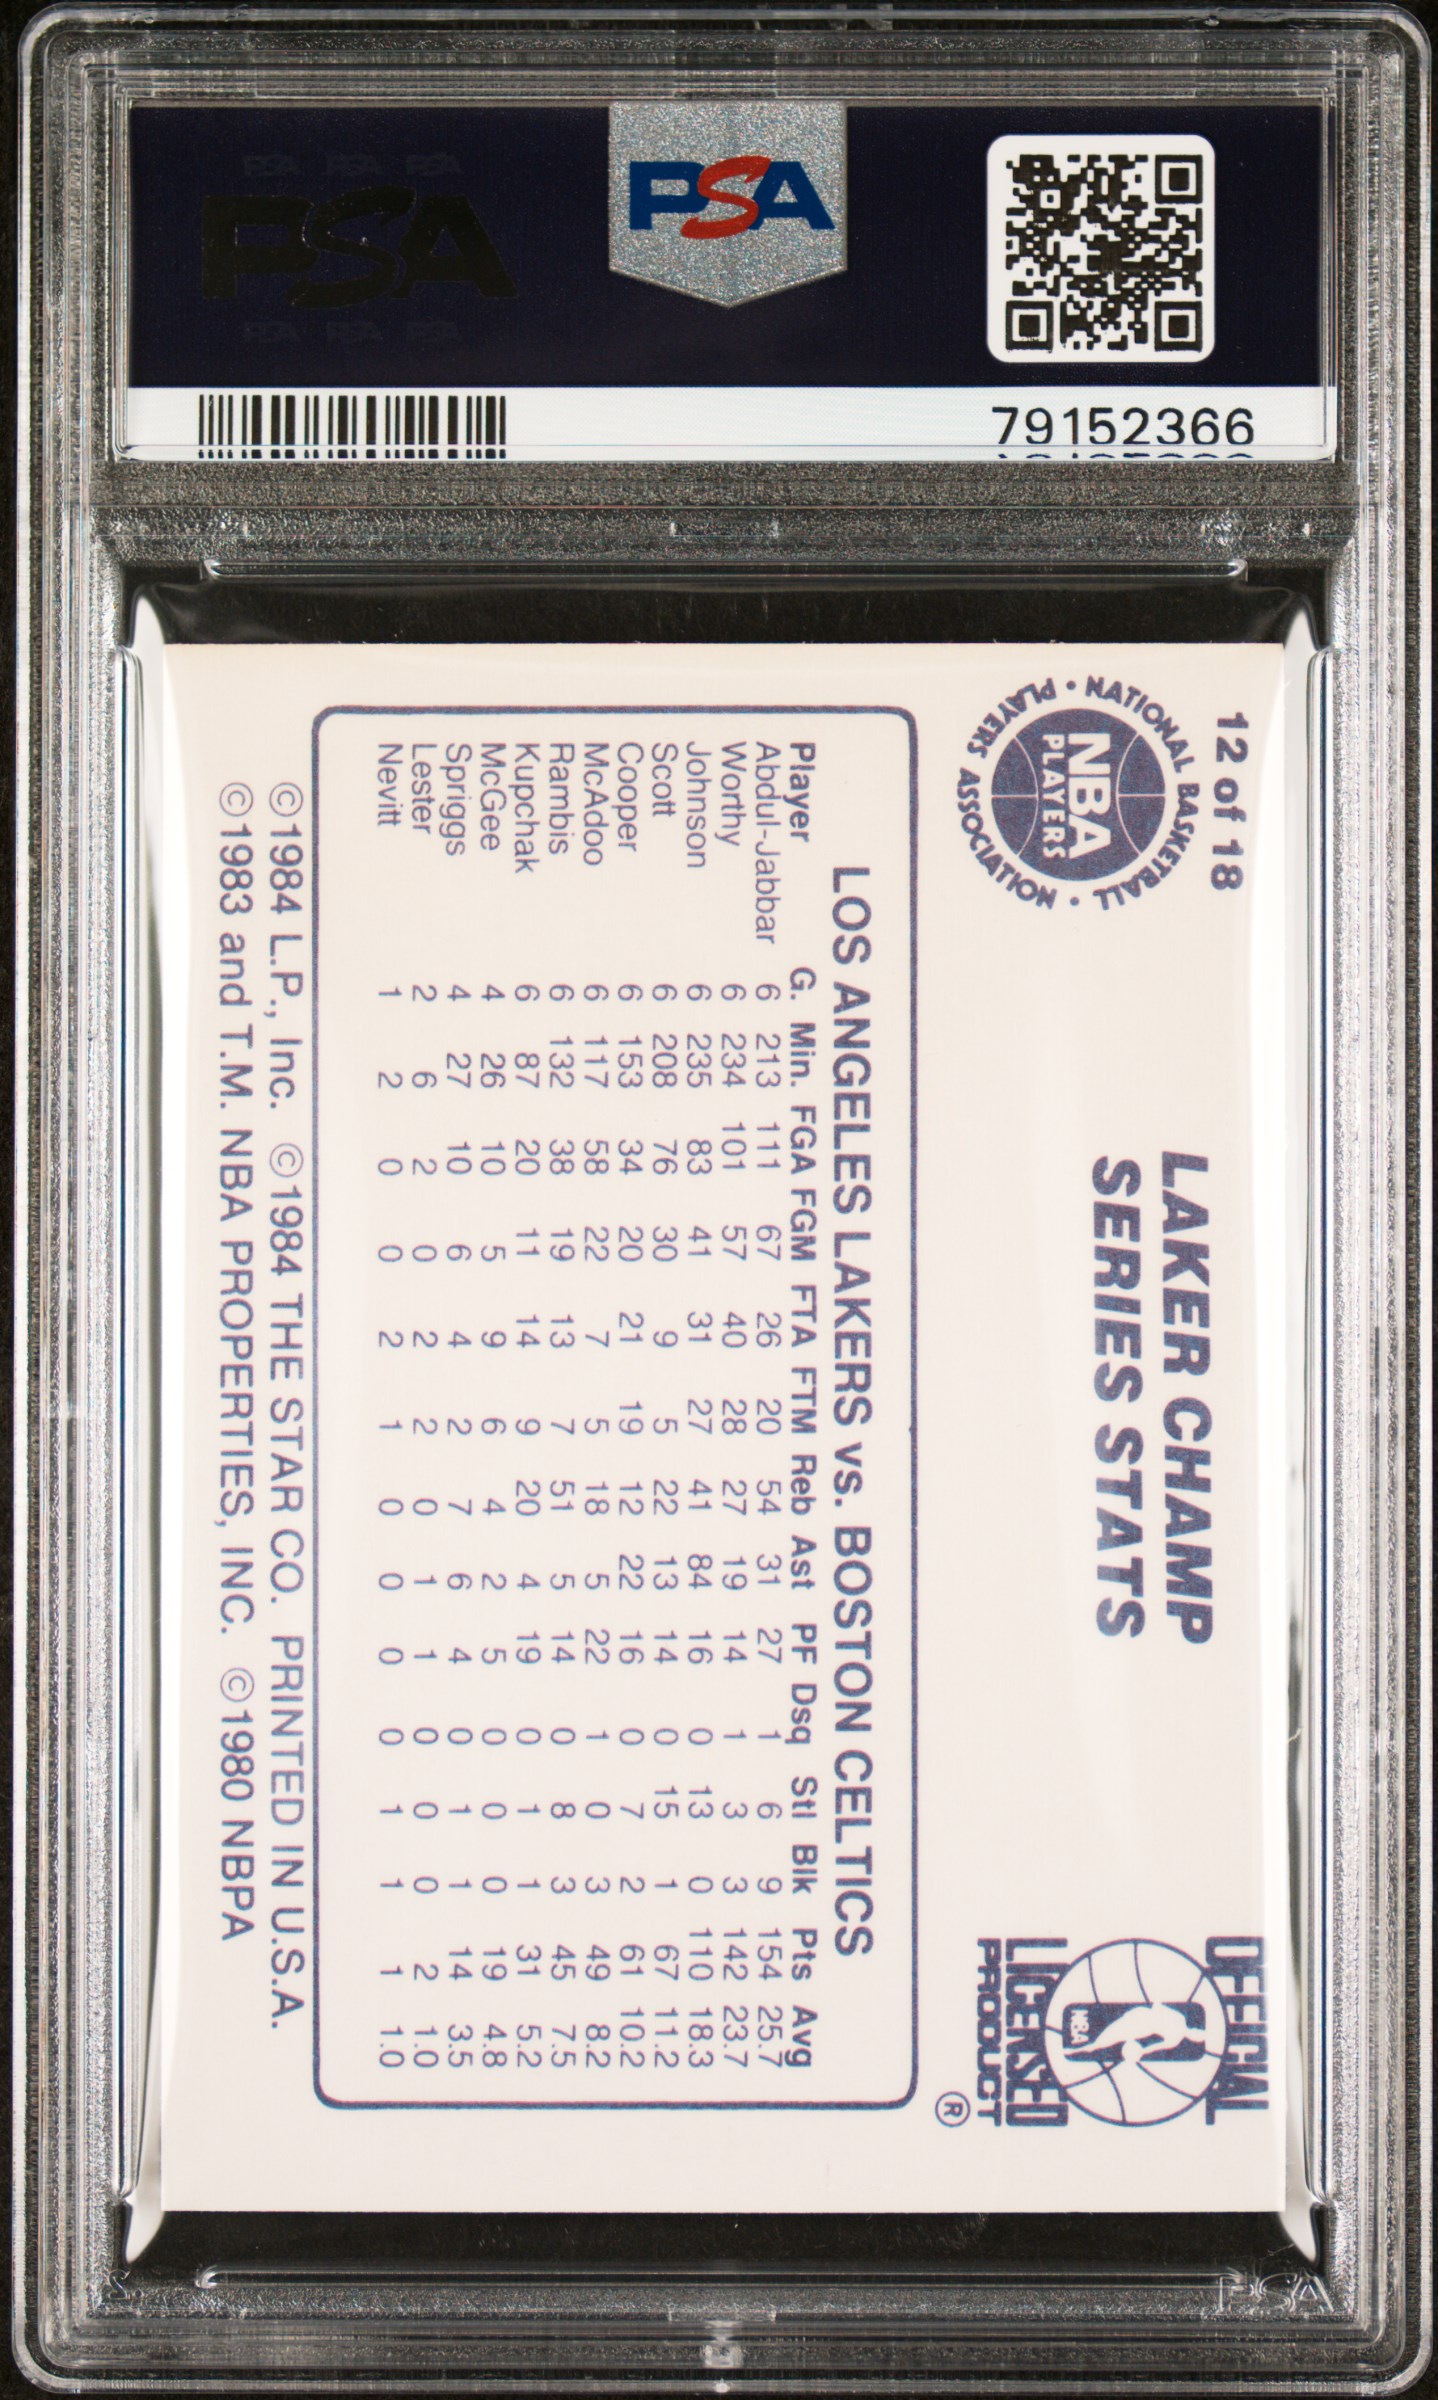 PSA PSA PSA
PSA
PSA PSA PSA
PSA
79152366
12 of 18
• NATIONAL BASKETBALL • PLAYERS ASSOCIATION
NBA
PLAYERS
LAKER CHAMP
SERIES STATS
OFFICIAL
NBA
LICENSED
PRODUCT
®
LOS ANGELES LAKERS vs. BOSTON CELTICS
Player G. Min. FGA FGM FTA FTM Reb Ast PF Dsq Stl Blk Pts Avg
Abdul-Jabbar 6 213 111 67 26 20 54 31 27 1 6 9 154 25.7
Worthy 6 234 101 57 40 28 27 19 14 1 3 3 142 23.7
Johnson 6 235 83 41 31 27 41 84 16 0 13 0 110 18.3
Scott 6 208 76 30 9 5 22 13 14 0 15 1 67 11.2
Cooper 6 153 34 20 21 19 12 22 16 0 7 2 61 10.2
McAdoo 6 117 58 22 7 5 18 5 22 1 0 3 49 8.2
Rambis 6 132 38 19 13 7 51 5 14 0 8 3 45 7.5
Kupchak 6 87 20 11 14 9 20 4 19 0 1 1 31 5.2
McGee 4 26 10 5 9 6 4 2 5 0 0 0 19 4.8
Spriggs 4 27 10 6 4 2 7 6 4 0 1 1 14 3.5
Lester 2 6 2 0 2 2 0 1 1 0 0 0 2 1.0
Nevitt 1 2 0 0 2 1 0 0 0 0 1 1 1 1.0
©1984 L.P., Inc. ©1984 THE STAR CO. PRINTED IN U.S.A.
©1983 and T.M. NBA PROPERTIES, INC. ©1980 NBPA
PSA